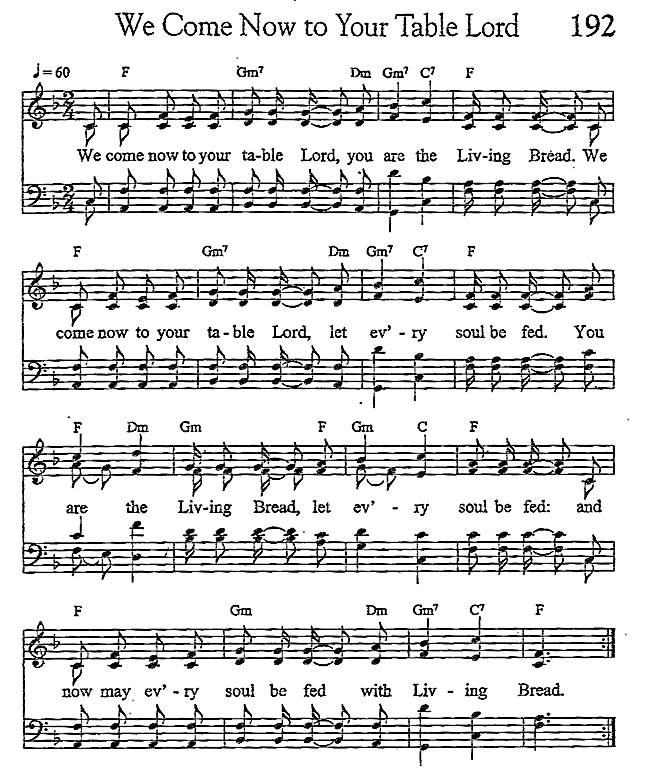 We Come Now to Your Table Lord 192
♩=60 F Gm7 Dm Gm7 C7 F
2/4
We come now to your ta-ble Lord, you are the Liv-ing Bread. We
2/4
F Gm7 Dm Gm7 C7 F
come now to your ta-ble Lord, let ev'-ry soul be fed. You
F Dm Gm F Gm C F
are the Liv-ing Bread, let ev'-ry soul be fed: and
F Gm Dm Gm7 C7 F
now may ev'-ry soul be fed with Liv-ing Bread.